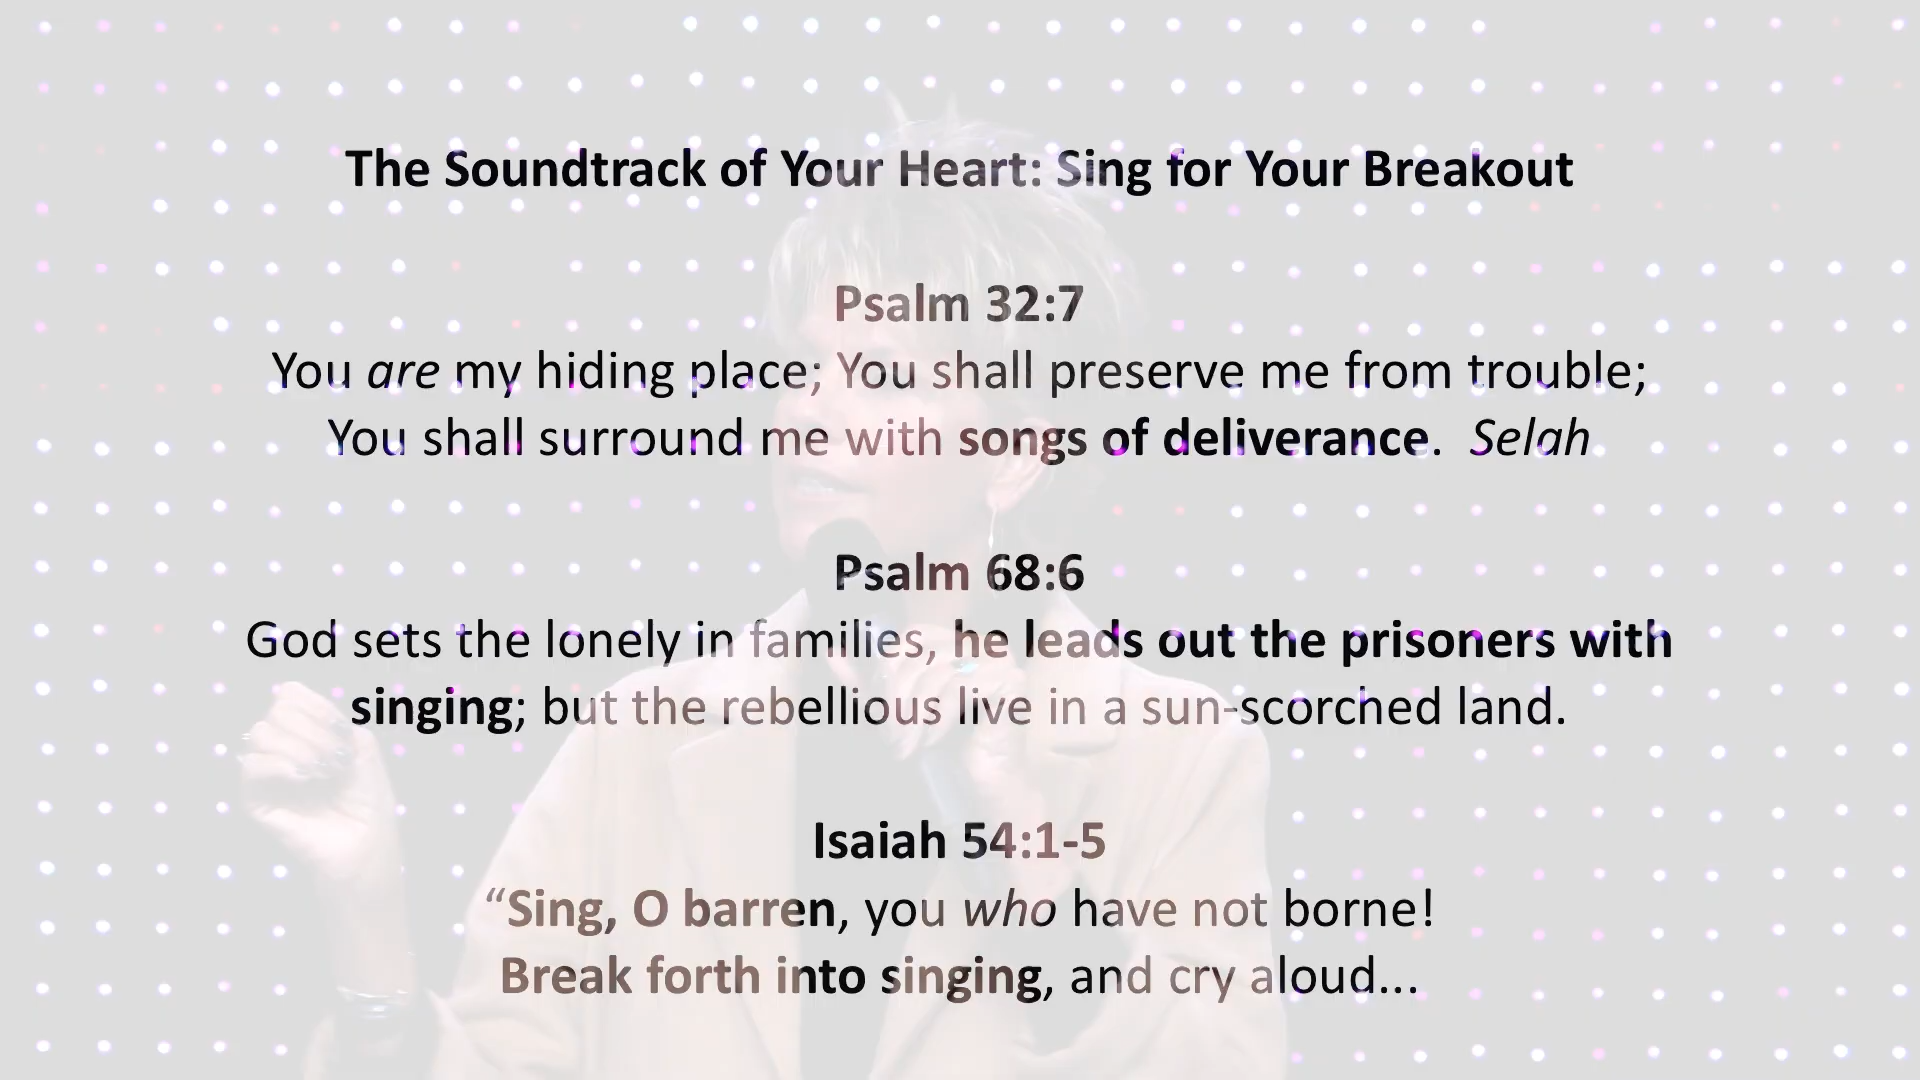 The Soundtrack of Your Heart: Sing for Your Breakout
Psalm 32:7
You are my hiding place; You shall preserve me from trouble;
You shall surround me with songs of deliverance.  Selah
Psalm 68:6
God sets the lonely in families, he leads out the prisoners with
singing; but the rebellious live in a sun-scorched land.
Isaiah 54:1-5
“Sing, O barren, you who have not borne!
Break forth into singing, and cry aloud...